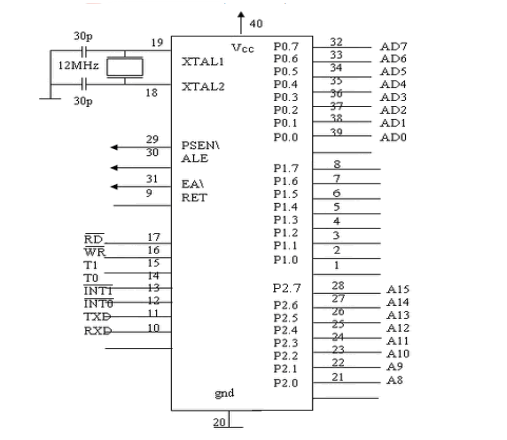 40
30p 19 Vcc P0.7 32 AD7
P0.6 33 AD6
12MHz XTAL1 P0.5 34 AD5
P0.4 35 AD4
30p 18 XTAL2 P0.3 36 AD3
P0.2 37 AD2
P0.1 38 AD1
P0.0 39 AD0
29 PSEN\
30 ALE
P1.7 8
31 EA\ P1.6 7
9 RET P1.5 6
P1.4 5
P1.3 4
RD 17 P1.2 3
WR 16 P1.1 2
T1 15 P1.0 1
T0 14
INT1 13 P2.7 28 A15
INT0 12 P2.6 27 A14
TXD 11 P2.5 26 A13
RXD 10 P2.4 25 A12
P2.3 24 A11
P2.2 23 A10
P2.1 22 A9
P2.0 21 A8
gnd
20